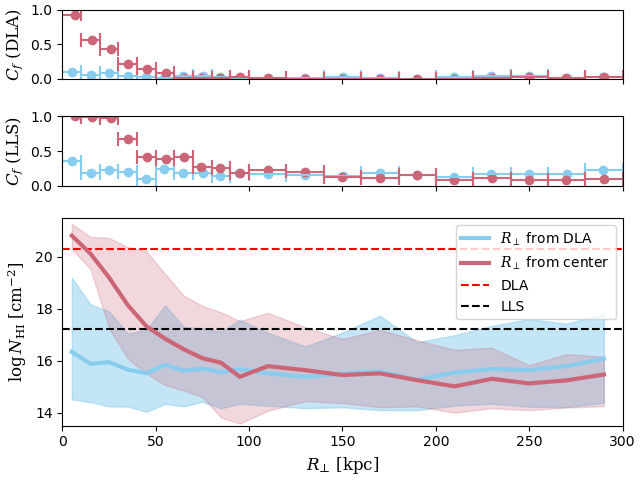 1.0
0.5
0.0
C_f (DLA)
1.0
0.5
0.0
C_f (LLS)
20
18
16
14
log N_HI [cm^−2]
R_⊥ from DLA
R_⊥ from center
DLA
LLS
0 50 100 150 200 250 300
R_⊥ [kpc]